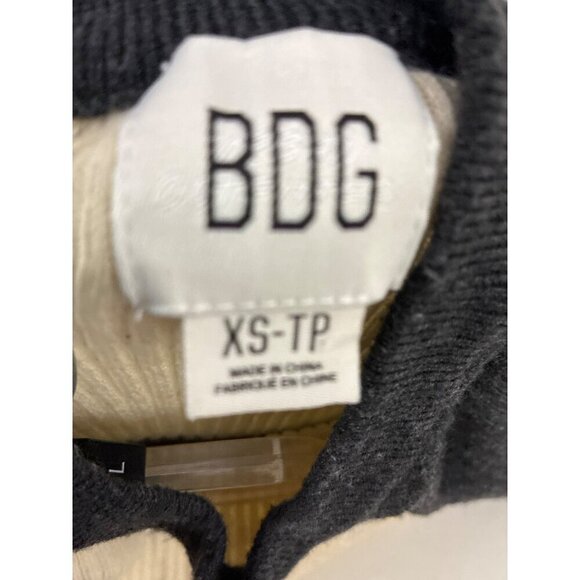 BDG
XS-TP
MADE IN CHINA
FABRIQUÉ EN CHINE
L